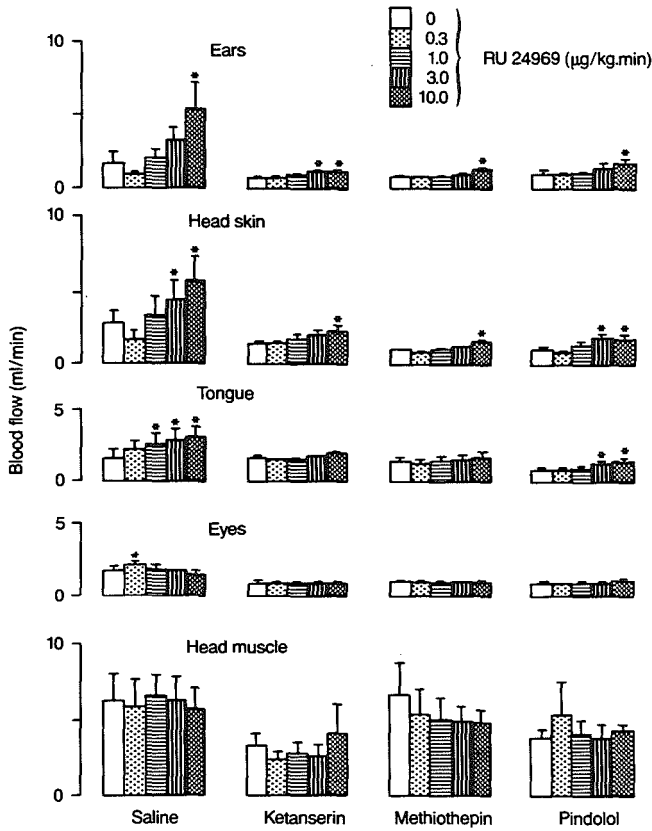 0
0.3
1.0
3.0
10.0
RU 24969 (μg/kg.min)
Blood flow (ml/min)
Ears
10
0
*
* *
*
*
Head skin
10
0
* *
*
*
* *
Tongue
5
0
* * *
* *
Eyes
5
0
*
Head muscle
10
0
Saline Ketanserin Methiothepin Pindolol